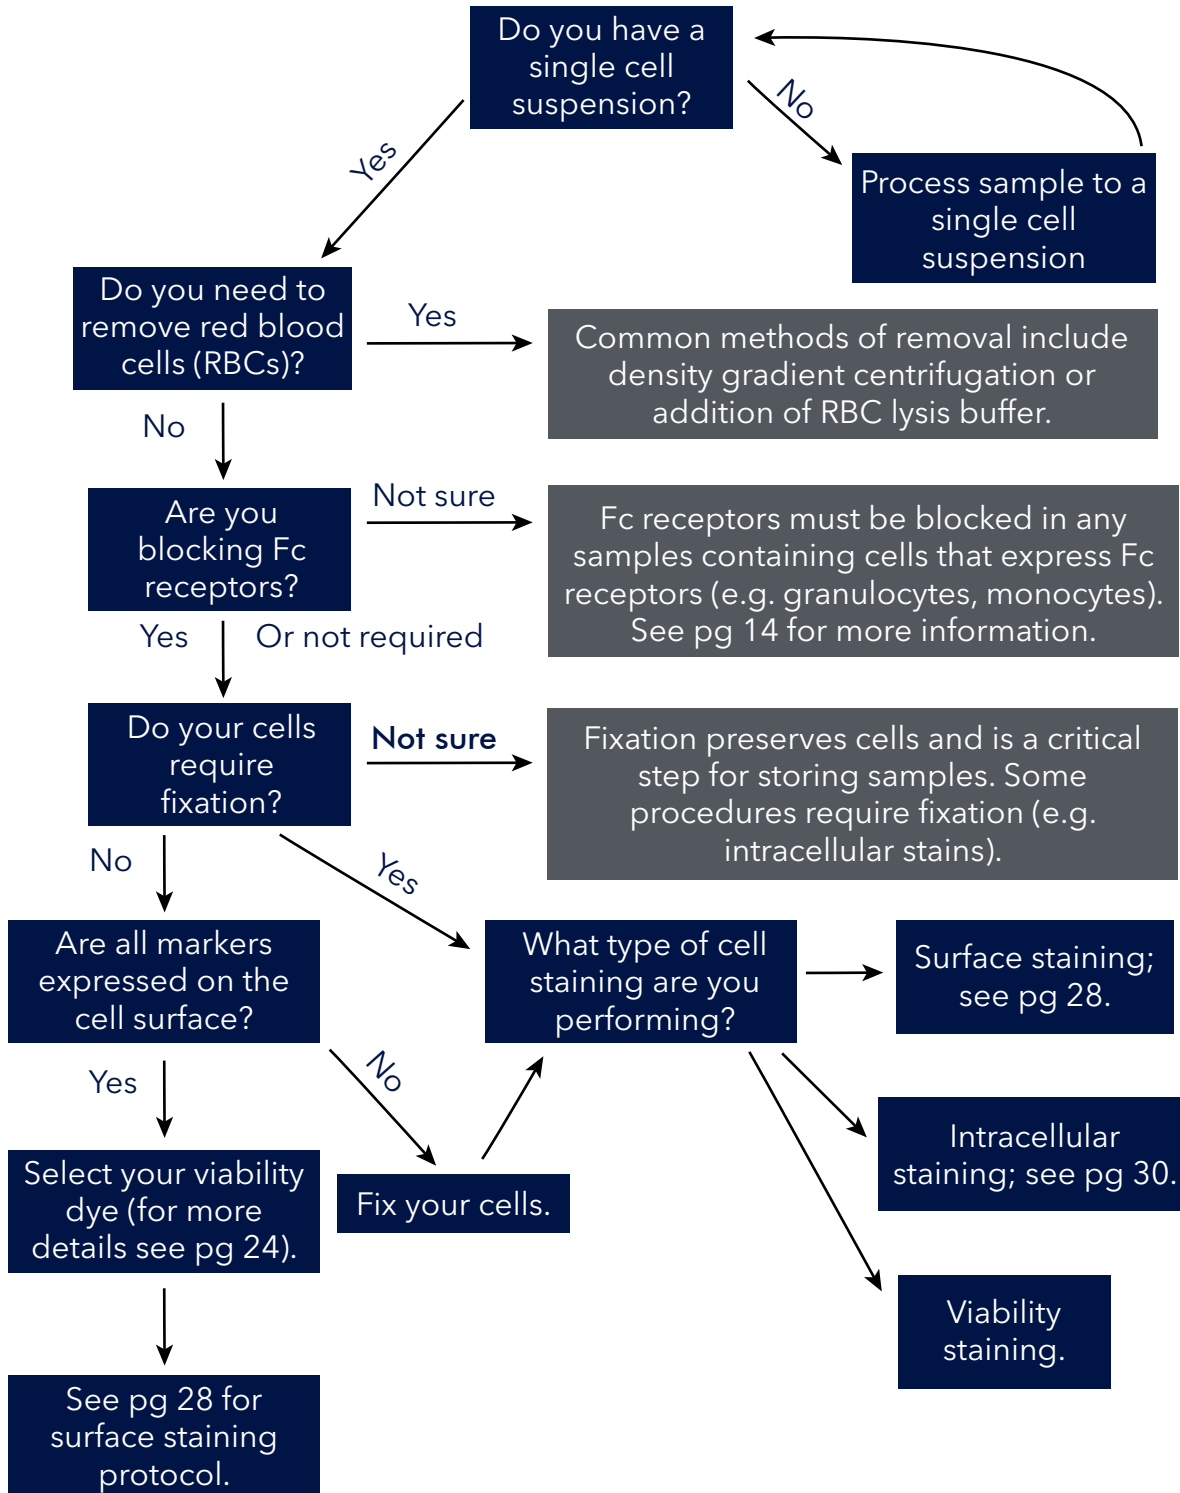 Do you have a
single cell
suspension?
No
Yes
Process sample to a
single cell
suspension
Do you need to
remove red blood
cells (RBCs)?
Yes
Common methods of removal include
density gradient centrifugation or
addition of RBC lysis buffer.
No
Are you
blocking Fc
receptors?
Not sure
Fc receptors must be blocked in any
samples containing cells that express Fc
receptors (e.g. granulocytes, monocytes).
See pg 14 for more information.
Yes
Or not required
Do your cells
require
fixation?
Not sure
Fixation preserves cells and is a critical
step for storing samples. Some
procedures require fixation (e.g.
intracellular stains).
No
Yes
Are all markers
expressed on the
cell surface?
What type of cell
staining are you
performing?
Surface staining;
see pg 28.
Yes
No
Intracellular
staining; see pg 30.
Select your viability
dye (for more
details see pg 24).
Fix your cells.
Viability
staining.
See pg 28 for
surface staining
protocol.